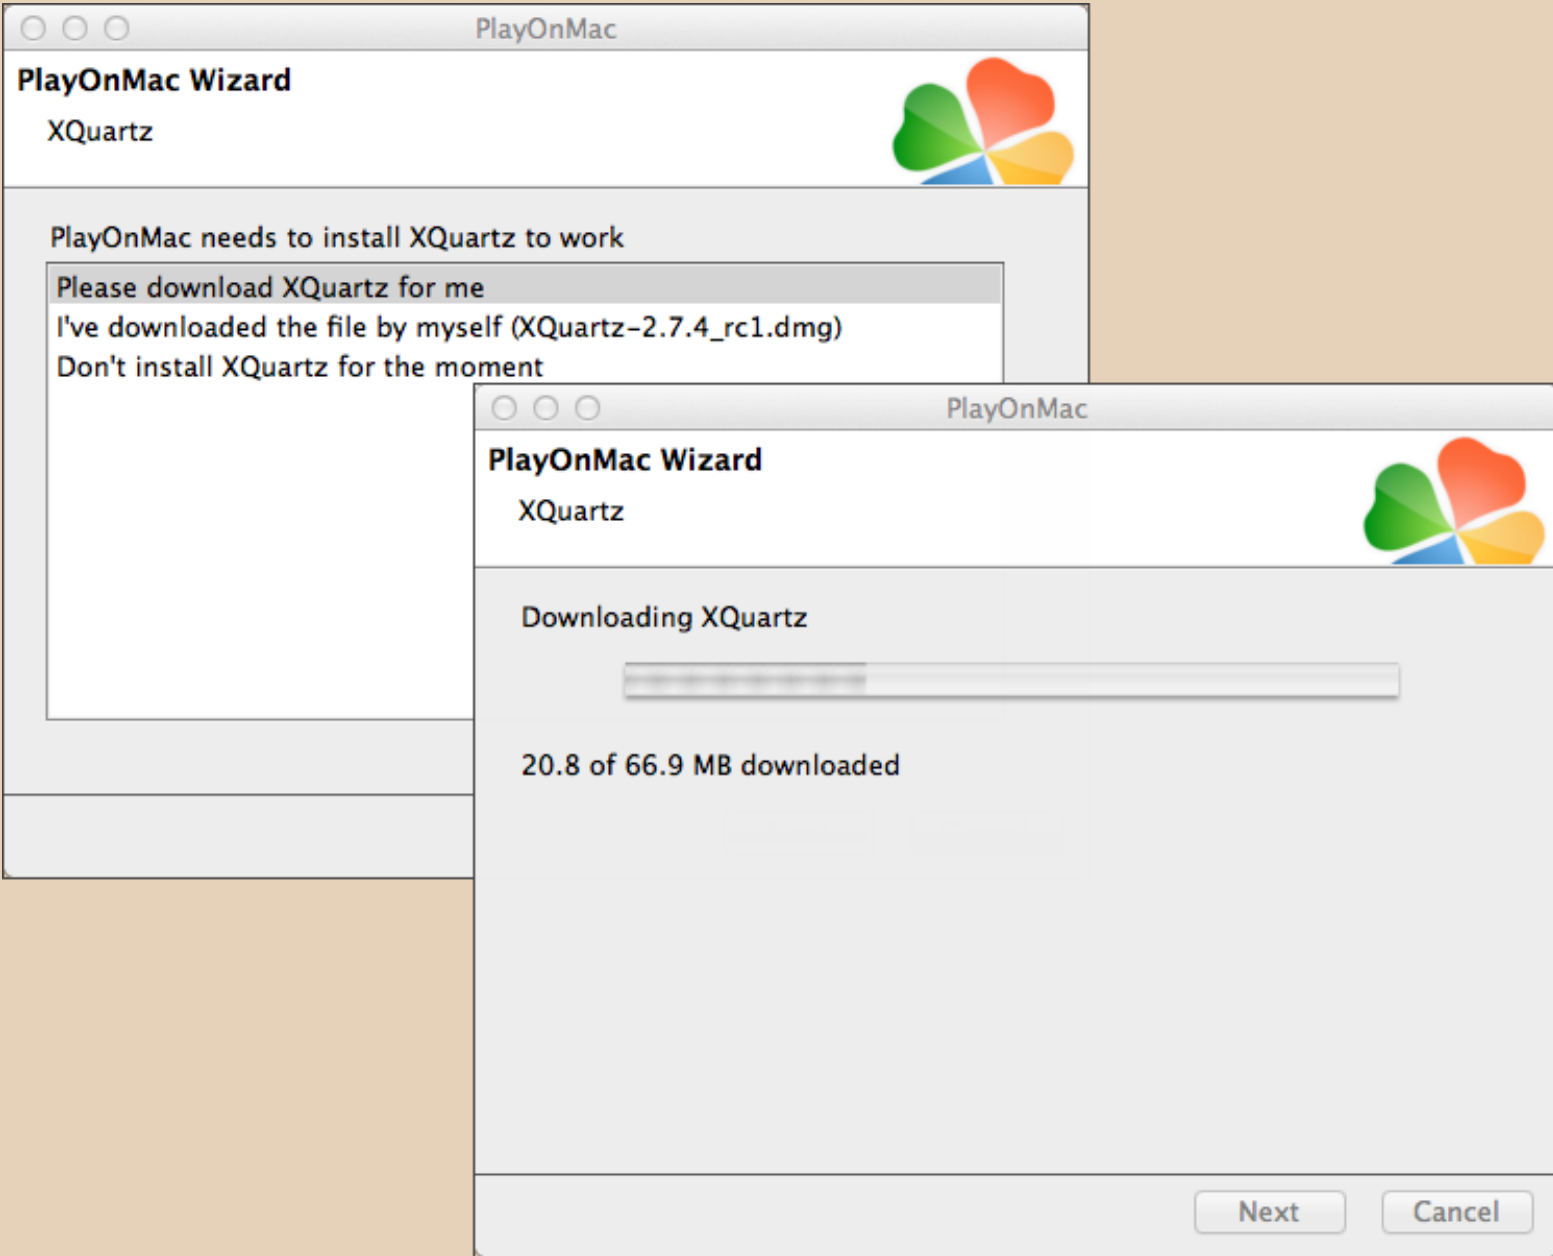 PlayOnMac
PlayOnMac Wizard
XQuartz
PlayOnMac needs to install XQuartz to work
Please download XQuartz for me
I've downloaded the file by myself (XQuartz-2.7.4_rc1.dmg)
Don't install XQuartz for the moment
PlayOnMac
PlayOnMac Wizard
XQuartz
Downloading XQuartz
20.8 of 66.9 MB downloaded
Next Cancel